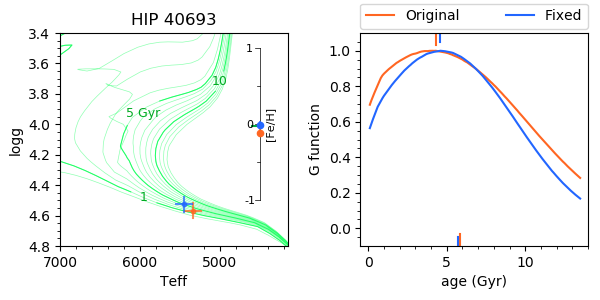 HIP 40693
Original Fixed
3.4
3.6
3.8
4.0
4.2
4.4
4.6
4.8
logg
7000 6000 5000
Teff
5 Gyr
10
1
1
0
-1
[Fe/H]
1.0
0.8
0.6
0.4
0.2
0.0
G function
0 5 10
age (Gyr)